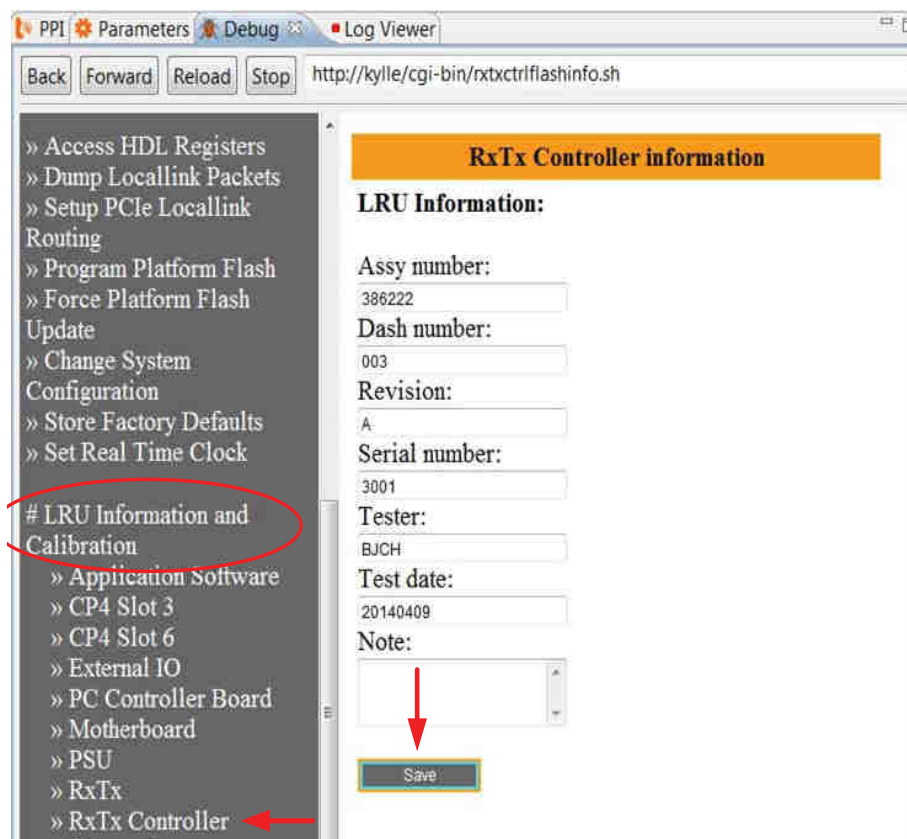 PPI Parameters Debug Log Viewer
Back Forward Reload Stop http://kylle/cgi-bin/rxtxctrlflashinfo.sh
» Access HDL Registers
» Dump Locallink Packets
» Setup PCIe Locallink
Routing
» Program Platform Flash
» Force Platform Flash
Update
» Change System
Configuration
» Store Factory Defaults
» Set Real Time Clock
# LRU Information and
Calibration
» Application Software
» CP4 Slot 3
» CP4 Slot 6
» External IO
» PC Controller Board
» Motherboard
» PSU
» RxTx
» RxTx Controller
RxTx Controller information
LRU Information:
Assy number:
386222
Dash number:
003
Revision:
A
Serial number:
3001
Tester:
BJCH
Test date:
20140409
Note:
Save